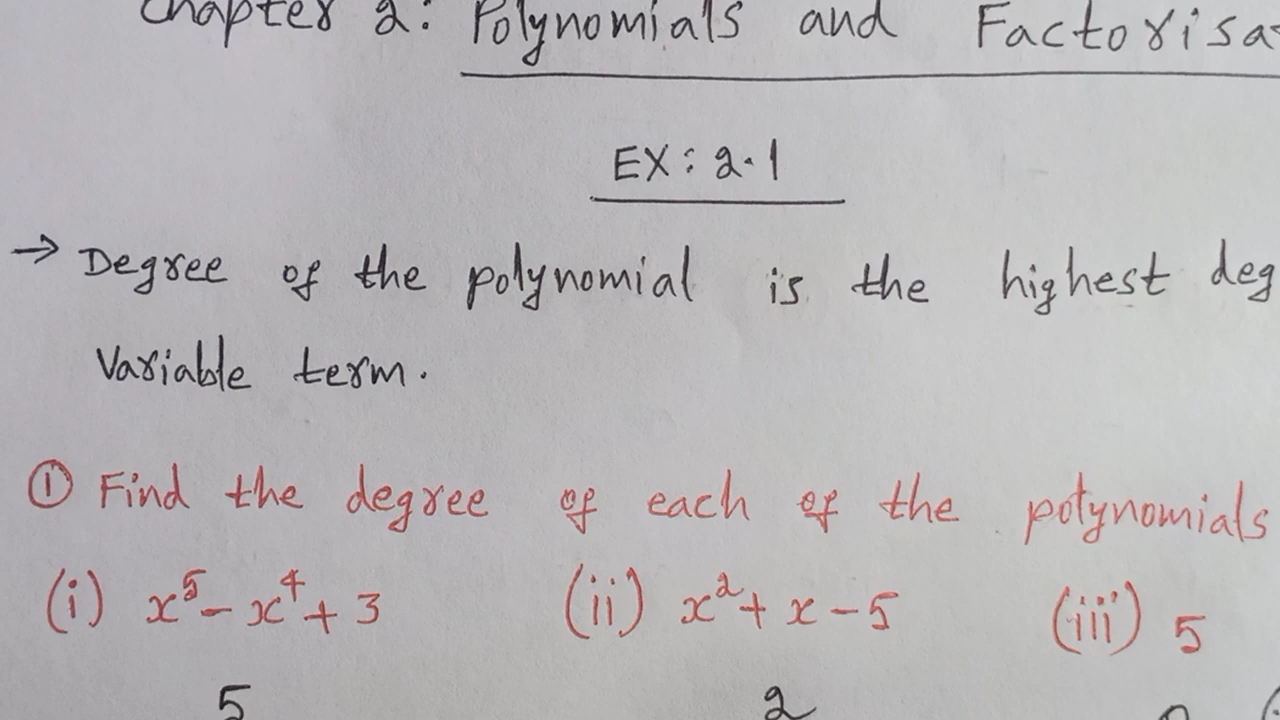 Chapter 2: Polynomials and Factorisa
EX: 2.1
→ Degree of the polynomial is the highest deg
Variable term.
① Find the degree of each of the polynomials
(i) x⁵- x⁴ + 3 (ii) x² + x - 5 (iii) 5
5 2